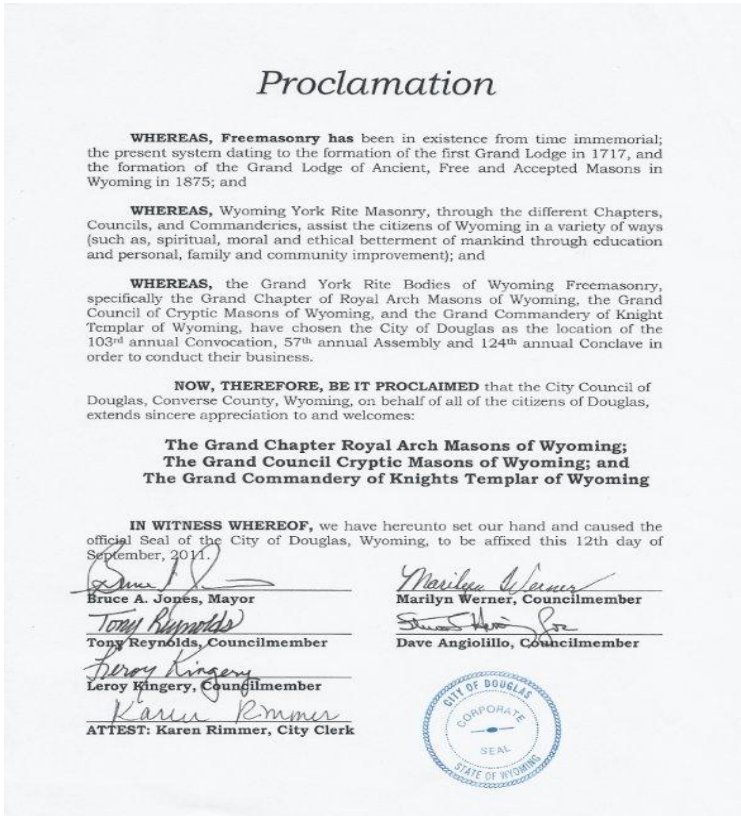 Proclamation
WHEREAS, Freemasonry has been in existence from time immemorial;
the present system dating to the formation of the first Grand Lodge in 1717, and
the formation of the Grand Lodge of Ancient, Free and Accepted Masons in
Wyoming in 1875; and
WHEREAS, Wyoming York Rite Masonry, through the different Chapters,
Councils, and Commanderies, assist the citizens of Wyoming in a variety of ways
(such as, spiritual, moral and ethical betterment of mankind through education
and personal, family and community improvement); and
WHEREAS, the Grand York Rite Bodies of Wyoming Freemasonry,
specifically the Grand Chapter of Royal Arch Masons of Wyoming, the Grand
Council of Cryptic Masons of Wyoming, and the Grand Commandery of Knight
Templar of Wyoming, have chosen the City of Douglas as the location of the
103rd annual Convocation, 57th annual Assembly and 124th annual Conclave in
order to conduct their business.
NOW, THEREFORE, BE IT PROCLAIMED that the City Council of
Douglas, Converse County, Wyoming, on behalf of all of the citizens of Douglas,
extends sincere appreciation to and welcomes:
The Grand Chapter Royal Arch Masons of Wyoming;
The Grand Council Cryptic Masons of Wyoming; and
The Grand Commandery of Knights Templar of Wyoming
IN WITNESS WHEREOF, we have hereunto set our hand and caused the
official Seal of the City of Douglas, Wyoming, to be affixed this 12th day of
September, 2011.
Bruce A. Jones, Mayor
Tony Reynolds
Tony Reynolds, Councilmember
Leroy Kingery
Leroy Kingery, Councilmember
Karen Rimmer
ATTEST: Karen Rimmer, City Clerk
Marilyn Werner
Marilyn Werner, Councilmember
Dave Angiolillo, Councilmember
CITY OF DOUGLAS
CORPORATE
SEAL
STATE OF WYOMING